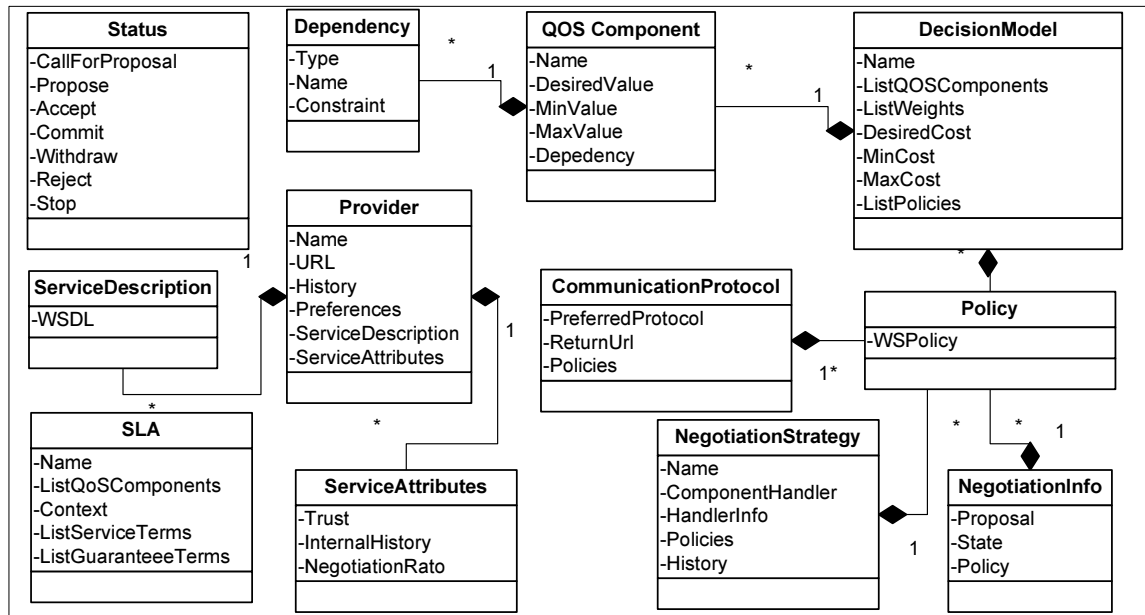 Status
-CallForProposal
-Propose
-Accept
-Commit
-Withdraw
-Reject
-Stop
Dependency
-Type
-Name
-Constraint
*
1
QOS Component
-Name
-DesiredValue
-MinValue
-MaxValue
-Depedency
*
1
DecisionModel
-Name
-ListQOSComponents
-ListWeights
-DesiredCost
-MinCost
-MaxCost
-ListPolicies
*
Provider
-Name
-URL
-History
-Preferences
-ServiceDescription
-ServiceAttributes
1
1
ServiceDescription
-WSDL
*
*
CommunicationProtocol
-PreferredProtocol
-ReturnUrl
-Policies
1*
Policy
-WSPolicy
*
*
1
SLA
-Name
-ListQoSComponents
-Context
-ListServiceTerms
-ListGuaranteeeTerms
ServiceAttributes
-Trust
-InternalHistory
-NegotiationRato
NegotiationStrategy
-Name
-ComponentHandler
-HandlerInfo
-Policies
-History
1
NegotiationInfo
-Proposal
-State
-Policy